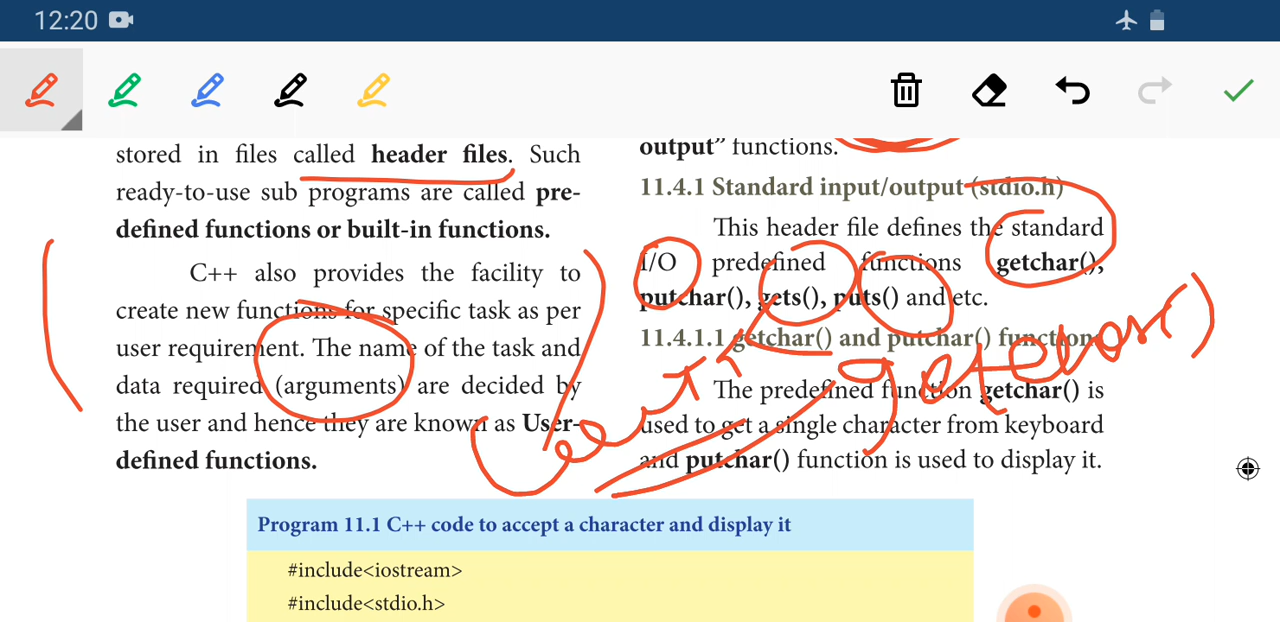 12:20
stored in files called header files. Such
ready-to-use sub programs are called pre-
defined functions or built-in functions.
C++ also provides the facility to
create new functions for specific task as per
user requirement. The name of the task and
data required (arguments) are decided by
the user and hence they are known as User-
defined functions.
output” functions.
11.4.1 Standard input/output (stdio.h)
This header file defines the standard
I/O predefined functions getchar(),
putchar(), gets(), puts() and etc.
11.4.1.1 getchar() and putchar() function
The predefined function getchar() is
used to get a single character from keyboard
and putchar() function is used to display it.
cout << getchar()
Program 11.1 C++ code to accept a character and display it
#include<iostream>
#include<stdio.h>